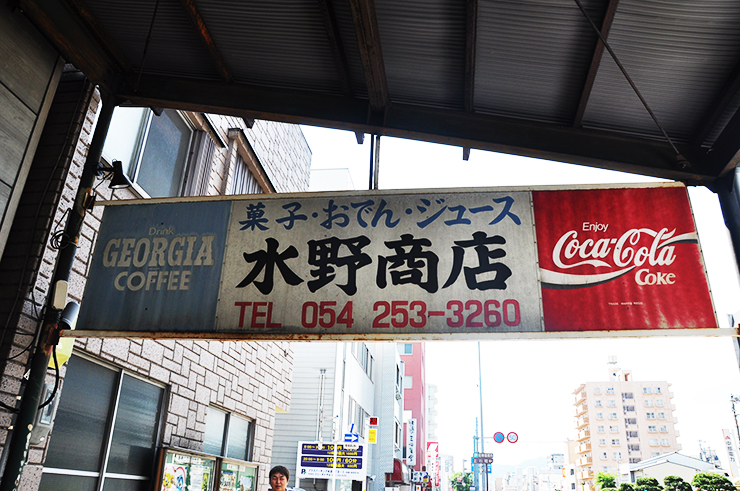 Drink
GEORGIA
COFFEE
菓子・おでん・ジュース
水野商店
TEL 054 253-3260
Enjoy
Coca-Cola
Coke